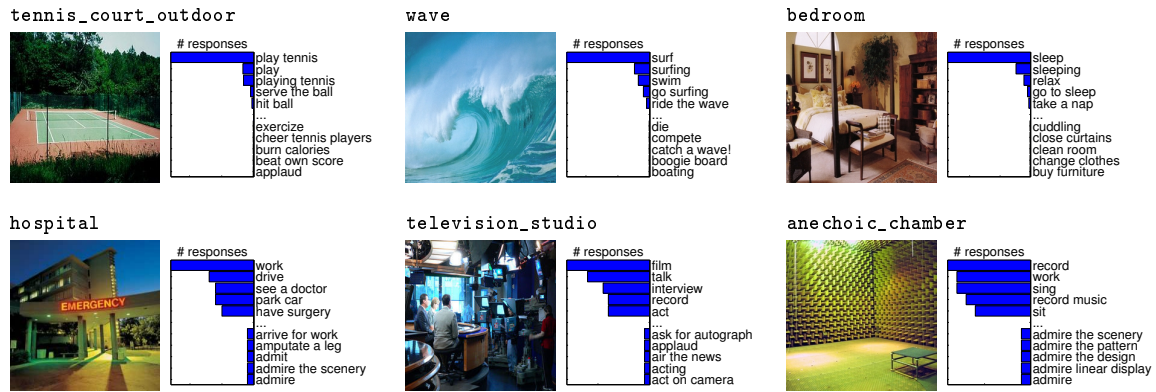 tennis_court_outdoor
# responses
play tennis
play
playing tennis
serve the ball
hit ball
...
exercize
cheer tennis players
burn calories
beat own score
applaud
wave
# responses
surf
surfing
swim
go surfing
ride the wave
...
die
compete
catch a wave!
boogie board
boating
bedroom
# responses
sleep
sleeping
relax
go to sleep
take a nap
...
cuddling
close curtains
clean room
change clothes
buy furniture
hospital
EMERGENCY
# responses
work
drive
see a doctor
park car
have surgery
...
arrive for work
amputate a leg
admit
admire the scenery
admire
television_studio
# responses
film
talk
interview
record
act
...
ask for autograph
applaud
air the news
acting
act on camera
anechoic_chamber
# responses
record
work
sing
record music
sit
...
admire the scenery
admire the pattern
admire the design
admire linear display
admire